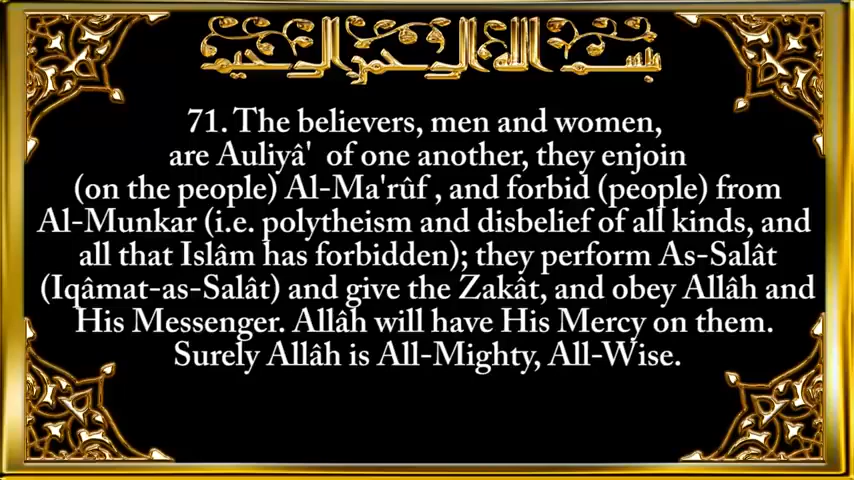 بسم الله الرحمن الرحيم
71. The believers, men and women,
are Auliyâ' of one another, they enjoin
(on the people) Al-Ma'rûf , and forbid (people) from
Al-Munkar (i.e. polytheism and disbelief of all kinds, and
all that Islâm has forbidden); they perform As-Salât
(Iqâmat-as-Salât) and give the Zakât, and obey Allâh and
His Messenger. Allâh will have His Mercy on them.
Surely Allâh is All-Mighty, All-Wise.